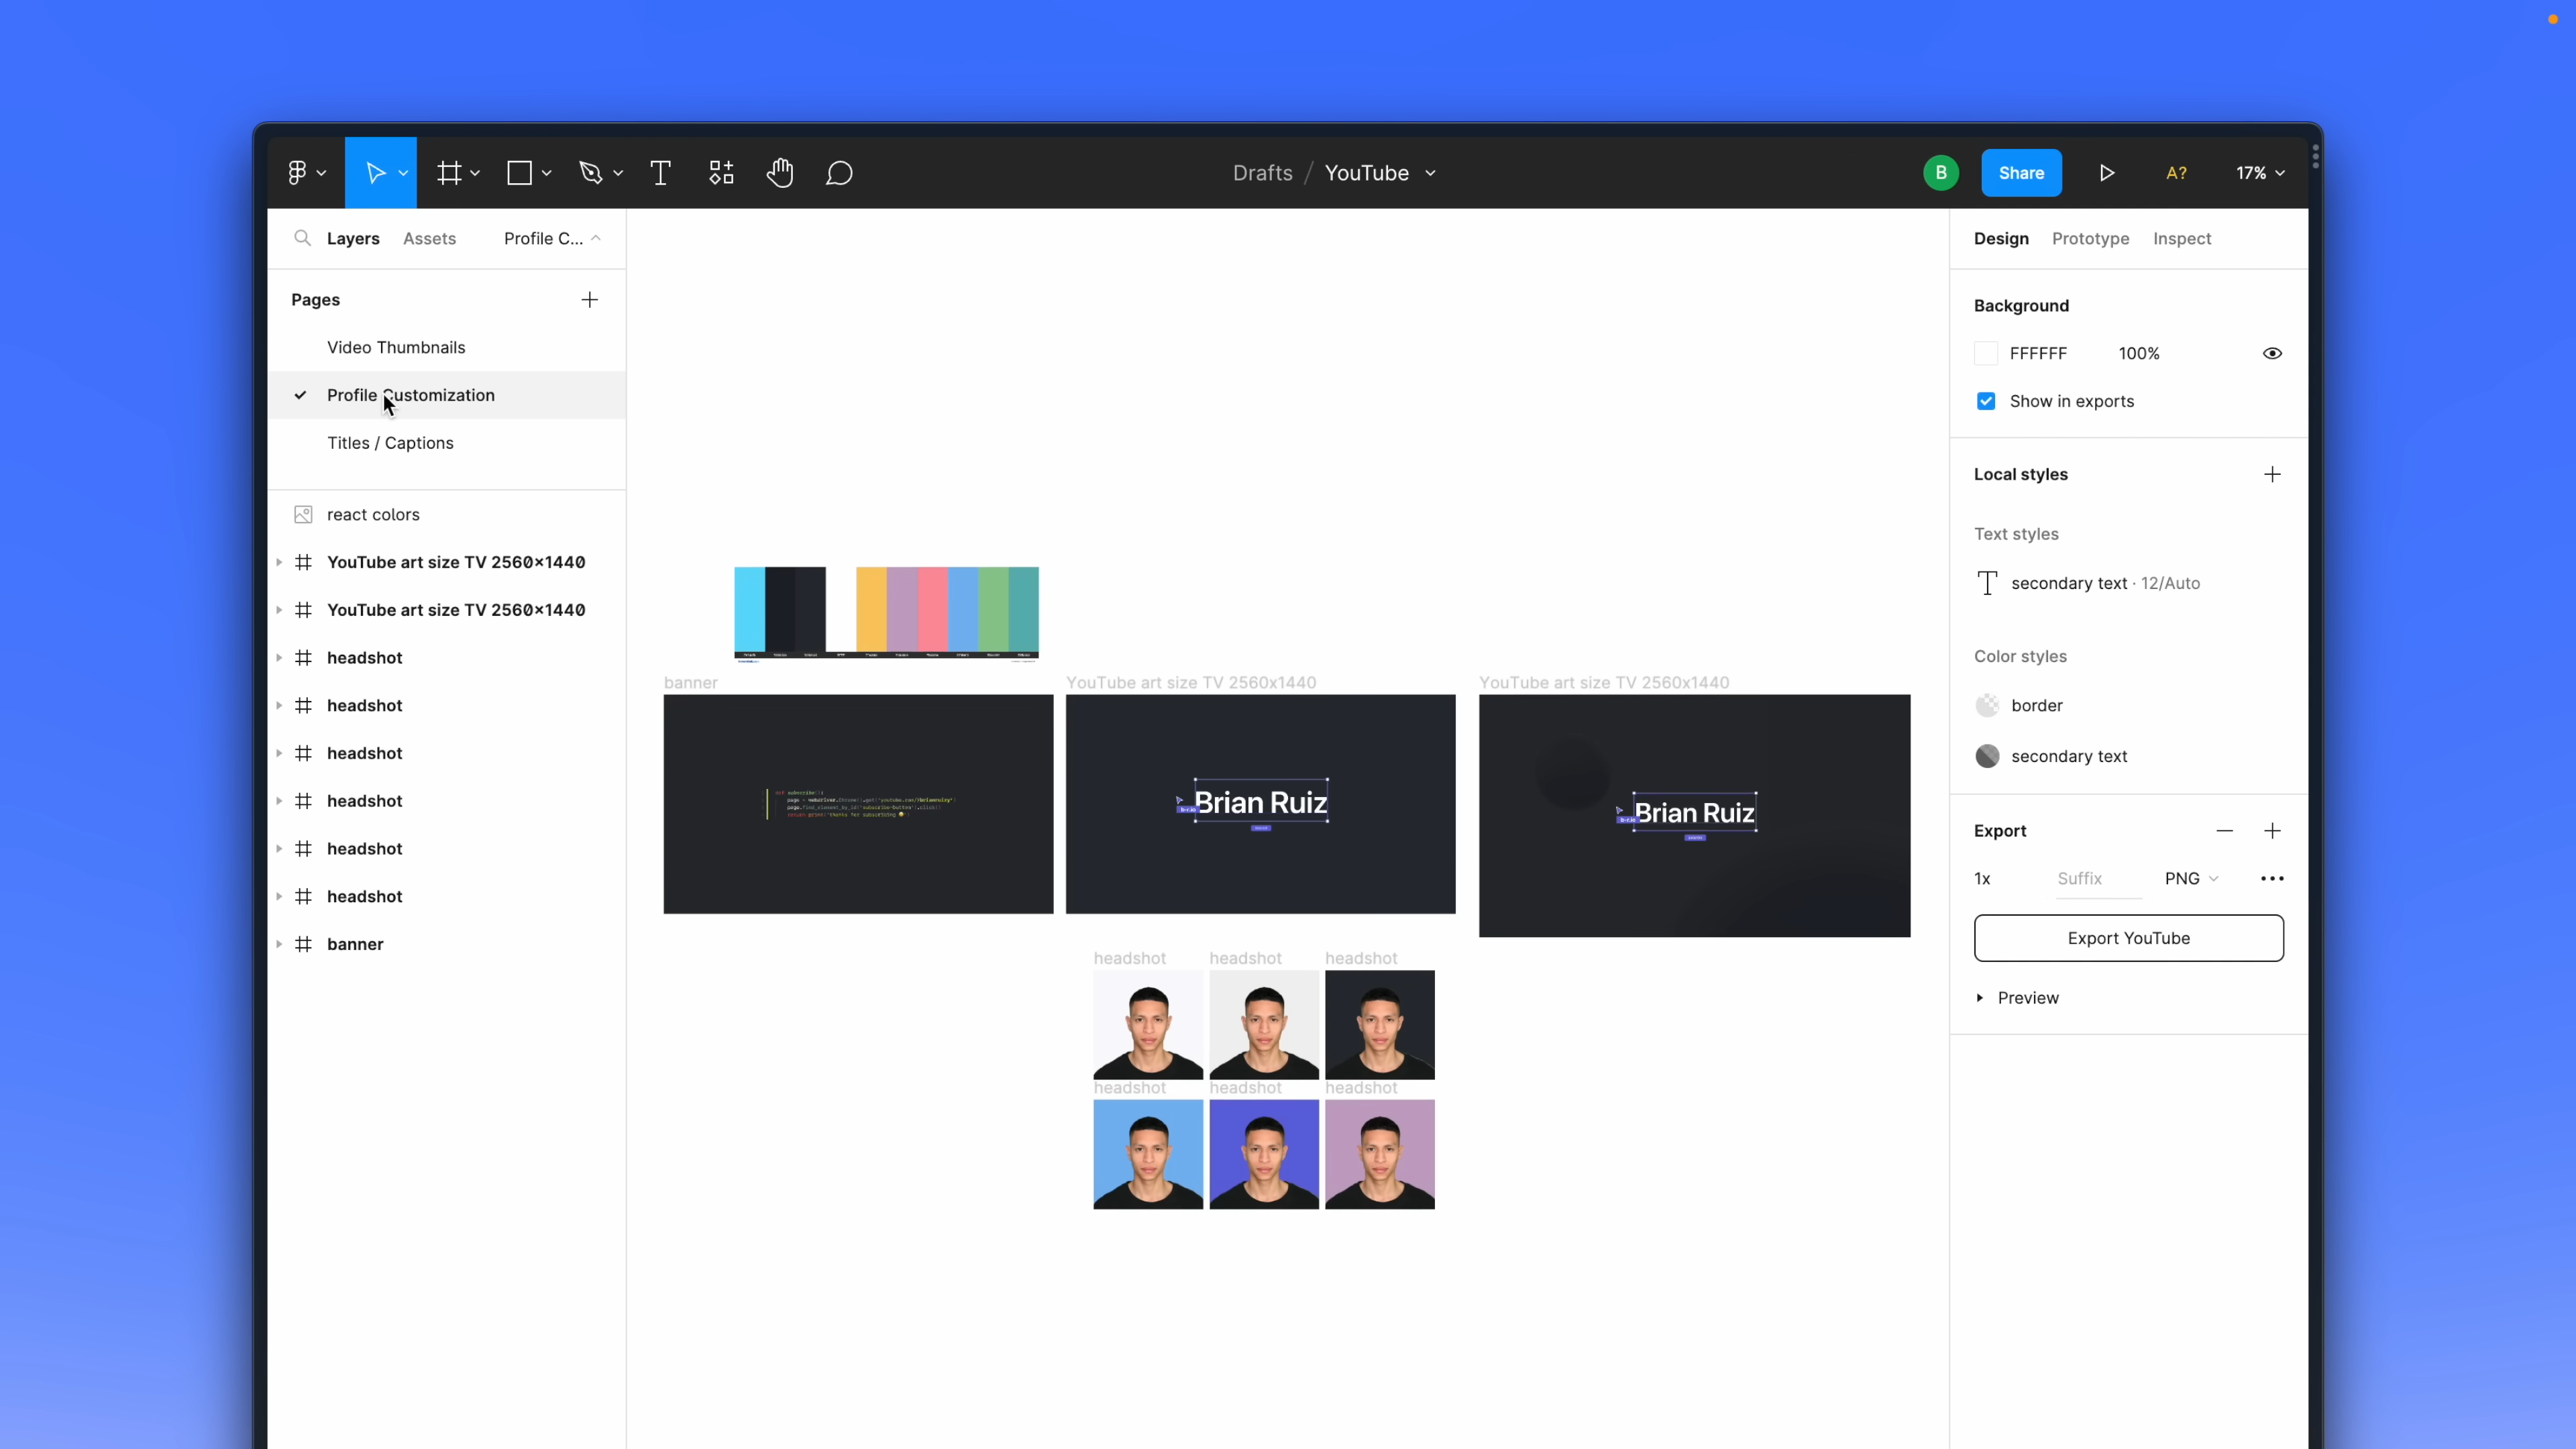 Drafts / YouTube
B
Share
A?
17%
Layers
Assets
Profile C...
Pages
Video Thumbnails
Profile Customization
Titles / Captions
react colors
YouTube art size TV 2560×1440
YouTube art size TV 2560×1440
headshot
headshot
headshot
headshot
headshot
headshot
banner
banner
YouTube art size TV 2560x1440
YouTube art size TV 2560x1440
Brian Ruiz
b-r.io
Brian Ruiz
b-r.io
headshot
headshot
headshot
headshot
headshot
headshot
Design
Prototype
Inspect
Background
FFFFFF
100%
Show in exports
Local styles
Text styles
secondary text · 12/Auto
Color styles
border
secondary text
Export
1x
Suffix
PNG
Export YouTube
Preview